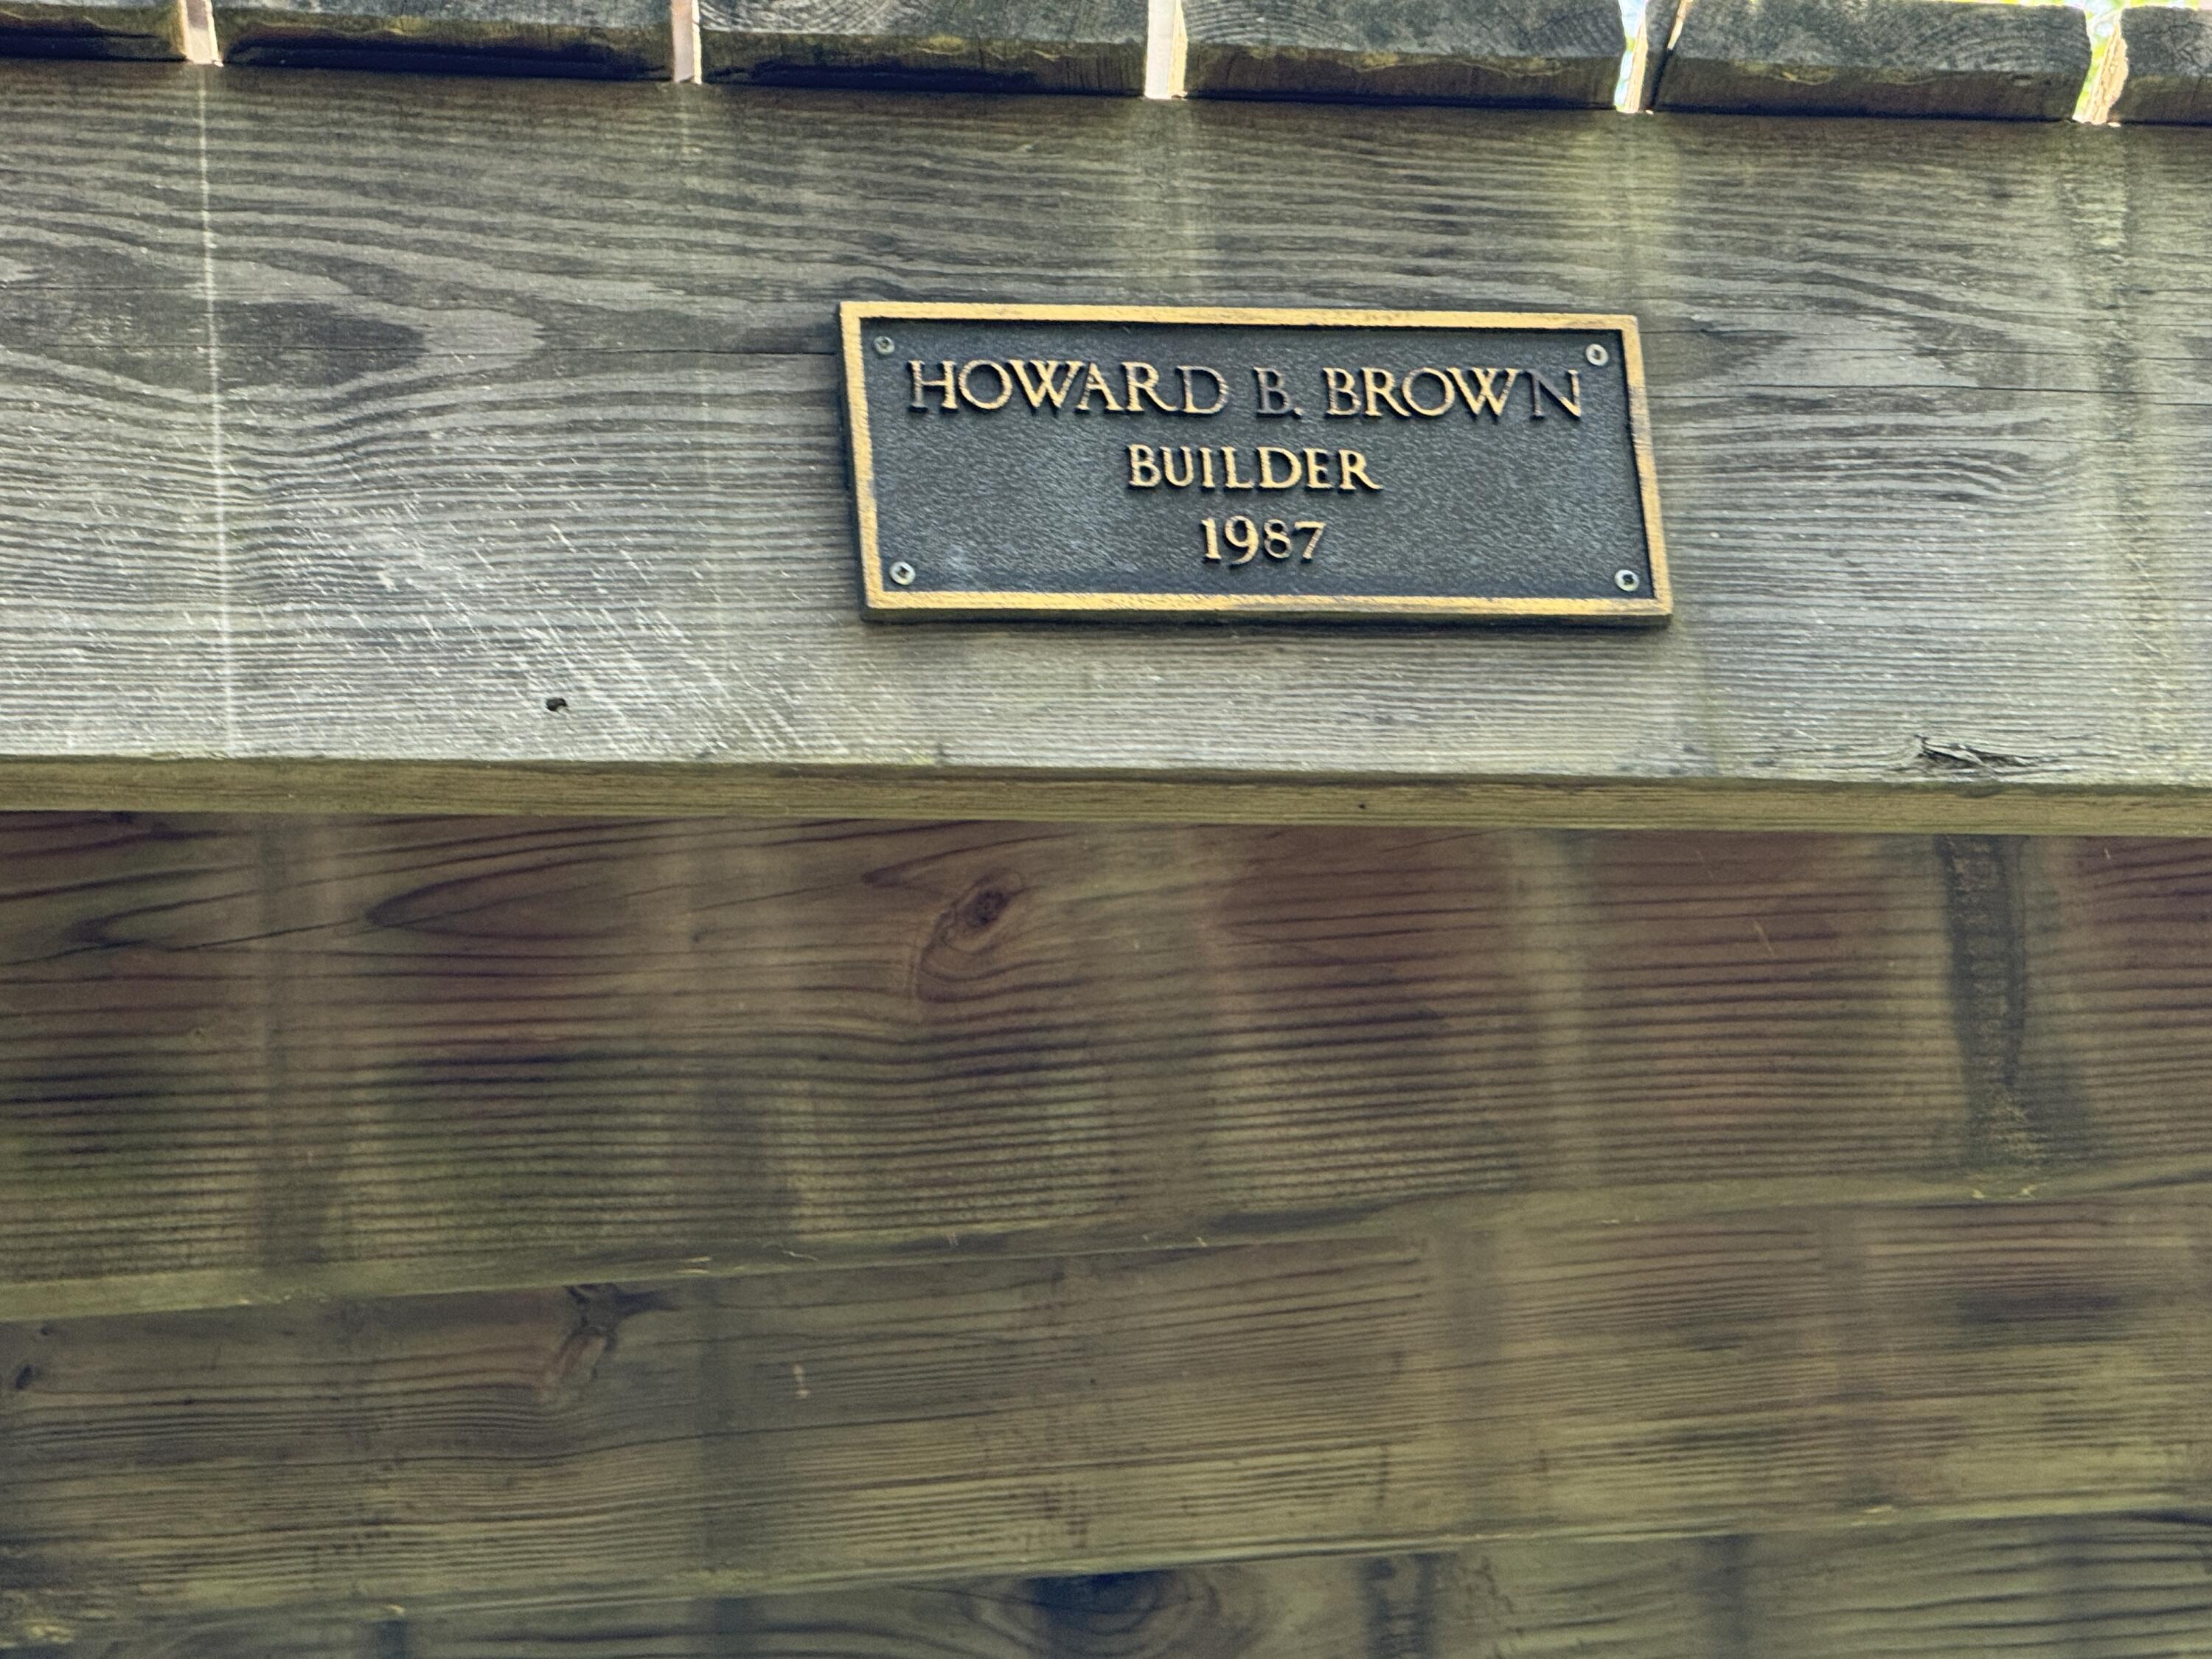 HOWARD B. BROWN
BUILDER
1987